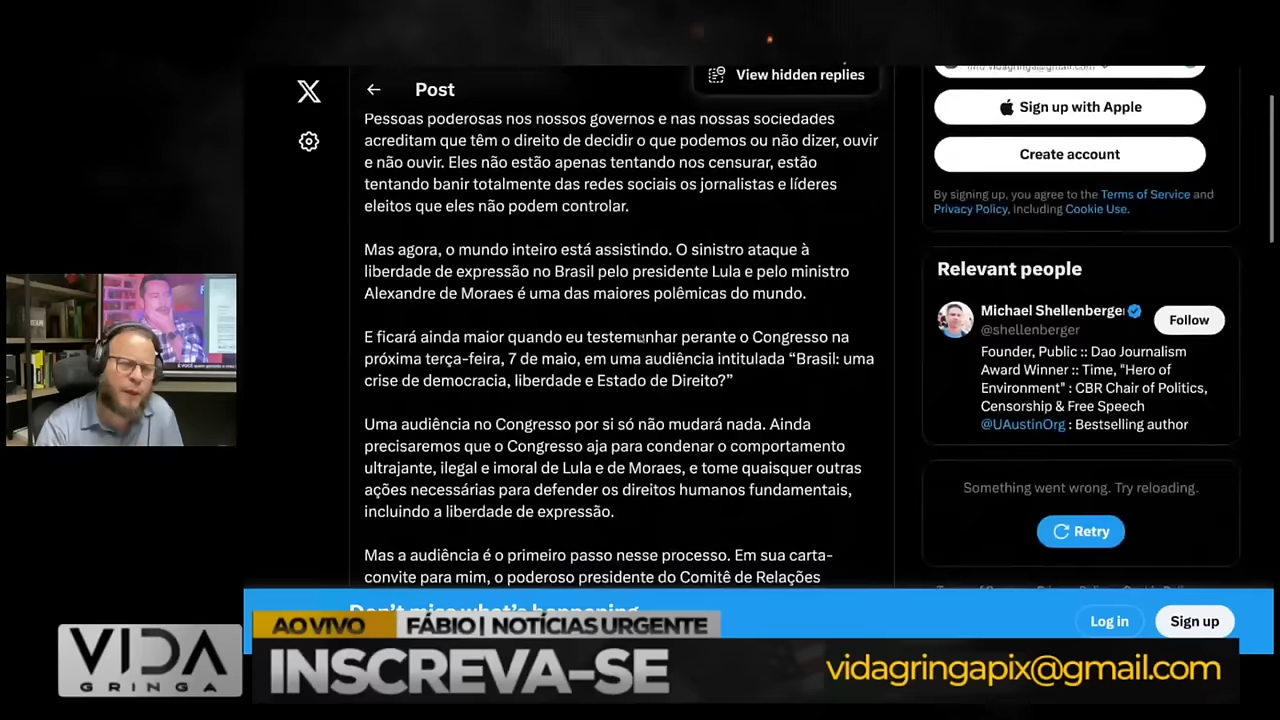 View hidden replies
Post
Pessoas poderosas nos nossos governos e nas nossas sociedades
acreditam que têm o direito de decidir o que podemos ou não dizer, ouvir
e não ouvir. Eles não estão apenas tentando nos censurar, estão
tentando banir totalmente das redes sociais os jornalistas e líderes
eleitos que eles não podem controlar.
Mas agora, o mundo inteiro está assistindo. O sinistro ataque à
liberdade de expressão no Brasil pelo presidente Lula e pelo ministro
Alexandre de Moraes é uma das maiores polêmicas do mundo.
E ficará ainda maior quando eu testemunhar perante o Congresso na
próxima terça-feira, 7 de maio, em uma audiência intitulada “Brasil: uma
crise de democracia, liberdade e Estado de Direito?”
Uma audiência no Congresso por si só não mudará nada. Ainda
precisaremos que o Congresso aja para condenar o comportamento
ultrajante, ilegal e imoral de Lula e de Moraes, e tome quaisquer outras
ações necessárias para defender os direitos humanos fundamentais,
incluindo a liberdade de expressão.
Mas a audiência é o primeiro passo nesse processo. Em sua carta-
convite para mim, o poderoso presidente do Comitê de Relações
Sign up with Apple
Create account
By signing up, you agree to the Terms of Service and
Privacy Policy, including Cookie Use.
Relevant people
Michael Shellenberger
@shellenberger
Follow
Founder, Public :: Dao Journalism
Award Winner :: Time, "Hero of
Environment" : CBR Chair of Politics,
Censorship & Free Speech
@UAustinOrg : Bestselling author
Something went wrong. Try reloading.
Retry
Don't miss what's happening
Log in
Sign up
AO VIVO
FÁBIO | NOTÍCIAS URGENTE
VIDA
GRINGA
INSCREVA-SE
vidagringapix@gmail.com